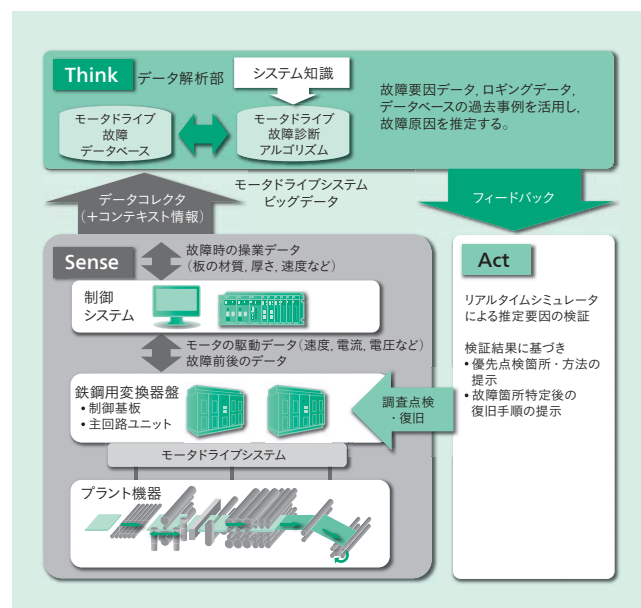 Think データ解析部
システム知識
モータドライブ
故障
データベース
モータドライブ
故障診断
アルゴリズム
故障要因データ, ロギングデータ,
データベースの過去事例を活用し,
故障原因を推定する。
データコレクタ
(+コンテキスト情報)
モータドライブシステム
ビッグデータ
フィードバック
Sense
故障時の操業データ
(板の材質, 厚さ, 速度など)
制御
システム
モータの駆動データ(速度, 電流, 電圧など)
故障前後のデータ
鉄鋼用変換器盤
• 制御基板
• 主回路ユニット
調査点検
・復旧
モータドライブシステム
プラント機器
Act
リアルタイムシミュレータ
による推定要因の検証
検証結果に基づき
• 優先点検箇所・方法の
提示
• 故障箇所特定後の
復旧手順の提示